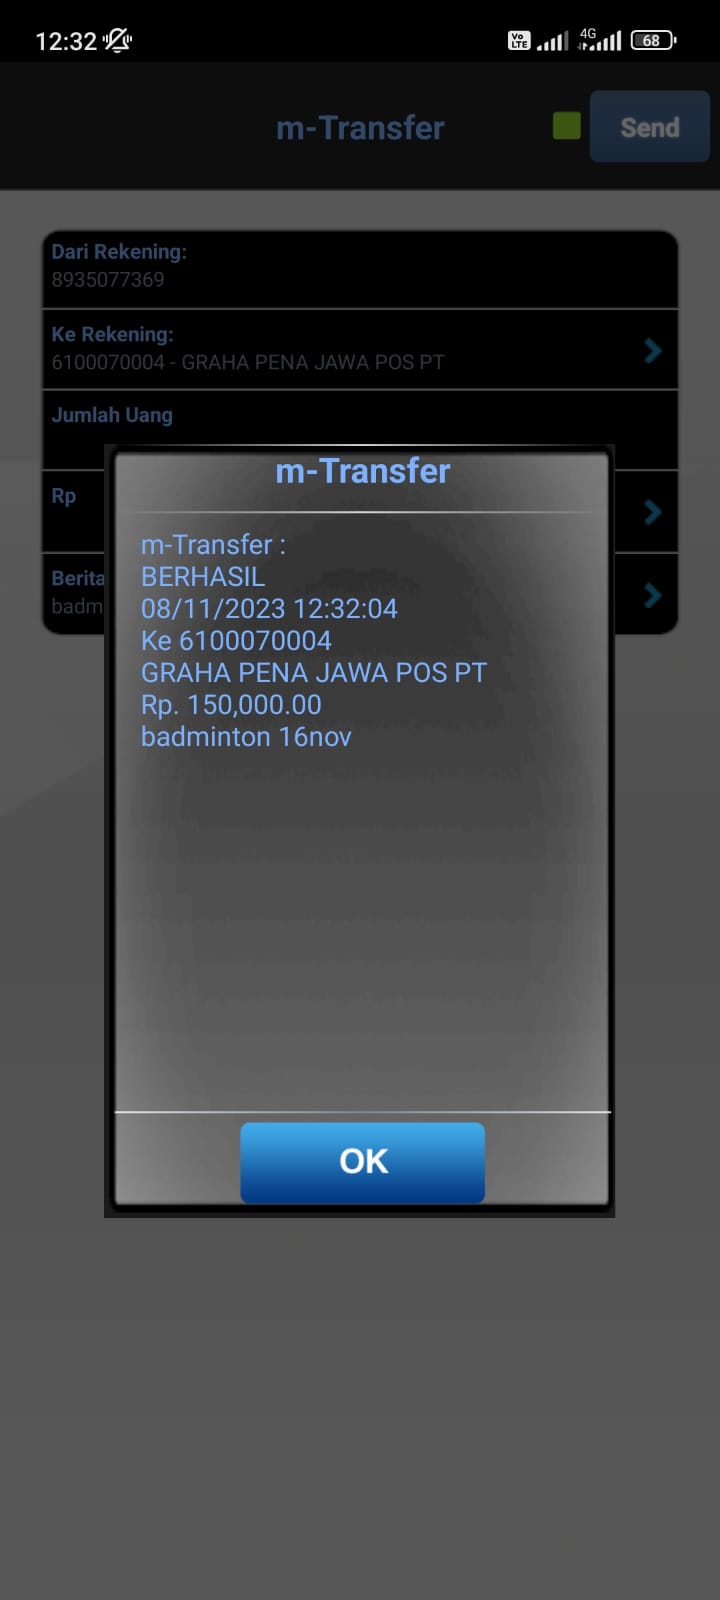 12:32
Vo LTE 4G 68
m-Transfer
Send
Dari Rekening:
8935077369
Ke Rekening:
6100070004 - GRAHA PENA JAWA POS PT
Jumlah Uang
Rp
Berita
badm
m-Transfer
m-Transfer :
BERHASIL
08/11/2023 12:32:04
Ke 6100070004
GRAHA PENA JAWA POS PT
Rp. 150,000.00
badminton 16nov
OK